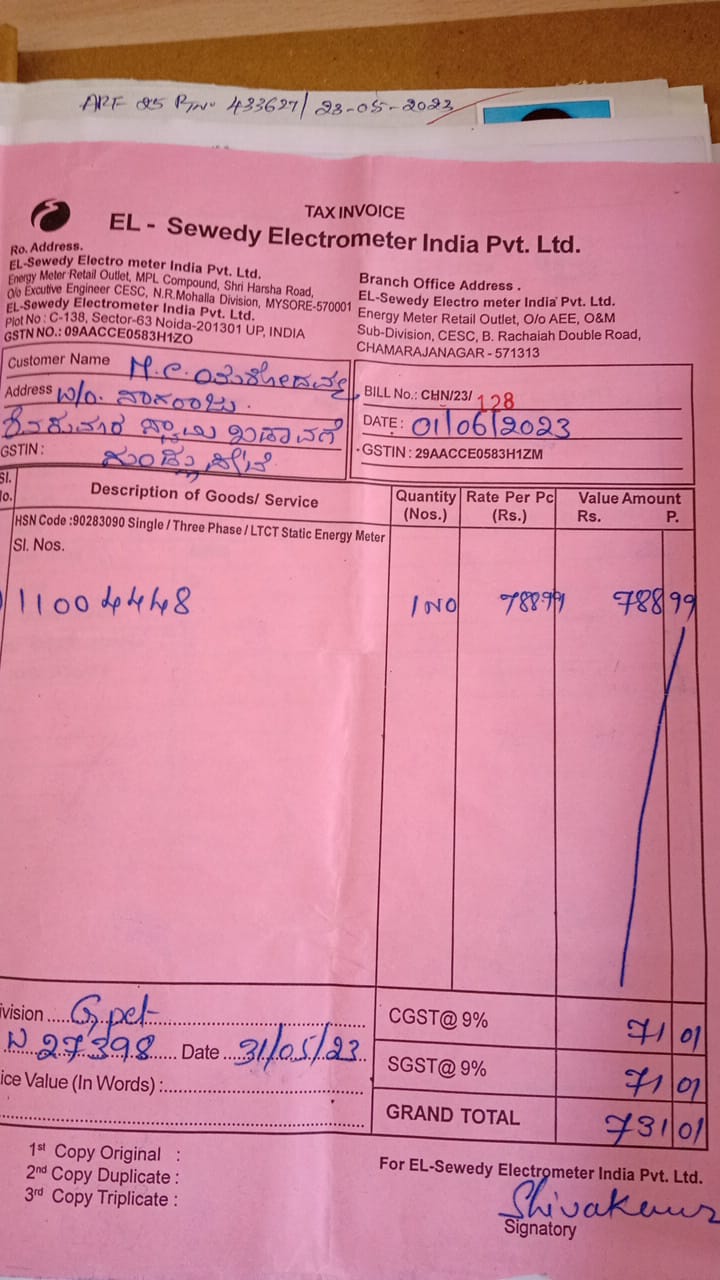 ARF 25 RTNo 433627/ 23-05-2023
TAX INVOICE
EL - Sewedy Electrometer India Pvt. Ltd.
Ro. Address.
EL-Sewedy Electro meter India Pvt. Ltd.
Energy Meter Retail Outlet, MPL Compound, Shri Harsha Road,
O/o Excutive Engineer CESC, N.R.Mohalla Division, MYSORE-570001
EL-Sewedy Electrometer India Pvt. Ltd.
Plot No : C-138, Sector-63 Noida-201301 UP, INDIA
GSTN NO.: 09AACCE0583H1ZO
Branch Office Address .
EL-Sewedy Electro meter India Pvt. Ltd.
Energy Meter Retail Outlet, O/o AEE, O&M
Sub-Division, CESC, B. Rachaiah Double Road,
CHAMARAJANAGAR - 571313
Customer Name M.C.
Address W/o. ನಾಗರಾಜು
ಶಿವಕುಮಾರ ಸ್ವಾಮಿ ಬಡಾವಣೆ
GSTIN : ಗುಂಡ್ಲುಪೇಟೆ
BILL No.: CHN/23/ 128
DATE : 01/06/2023
GSTIN : 29AACCE0583H1ZM
Sl. No. Description of Goods/ Service Quantity (Nos.) Rate Per Pc (Rs.) Value Amount Rs. P.
HSN Code :90283090 Single / Three Phase / LTCT Static Energy Meter
Sl. Nos.
11004448 1 NO 788.99 788 99
ivision ..... G pet CGST@ 9% 71 01
N 27398 Date 31/05/23 SGST@ 9% 71 01
ice Value (In Words) :
GRAND TOTAL 731 01
1st Copy Original :
2nd Copy Duplicate :
3rd Copy Triplicate :
For EL-Sewedy Electrometer India Pvt. Ltd.
Shivakumar
Signatory